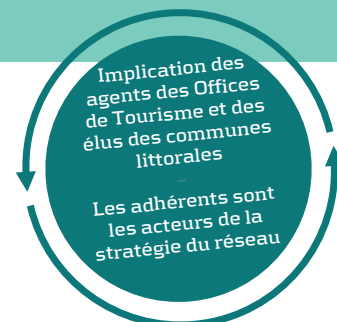 Implication des
agents des Offices
de Tourisme et des
élus des communes
littorales
–
Les adhérents sont
les acteurs de la
stratégie du réseau